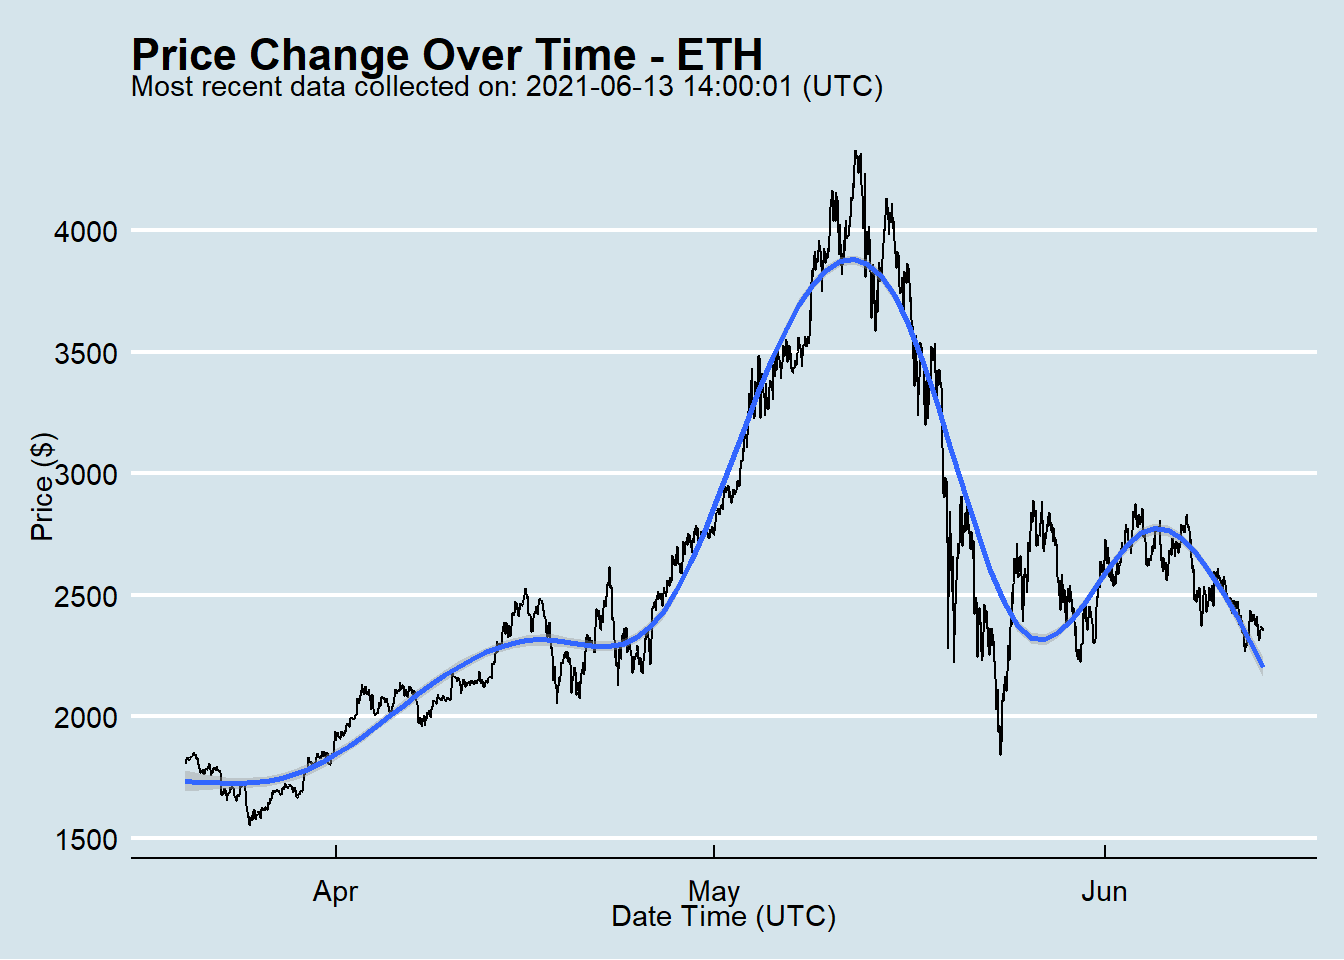 Price Change Over Time - ETH
Most recent data collected on: 2021-06-13 14:00:01 (UTC)
4000
3500
3000
2500
2000
1500
Price ($)
Apr
May
Jun
Date Time (UTC)